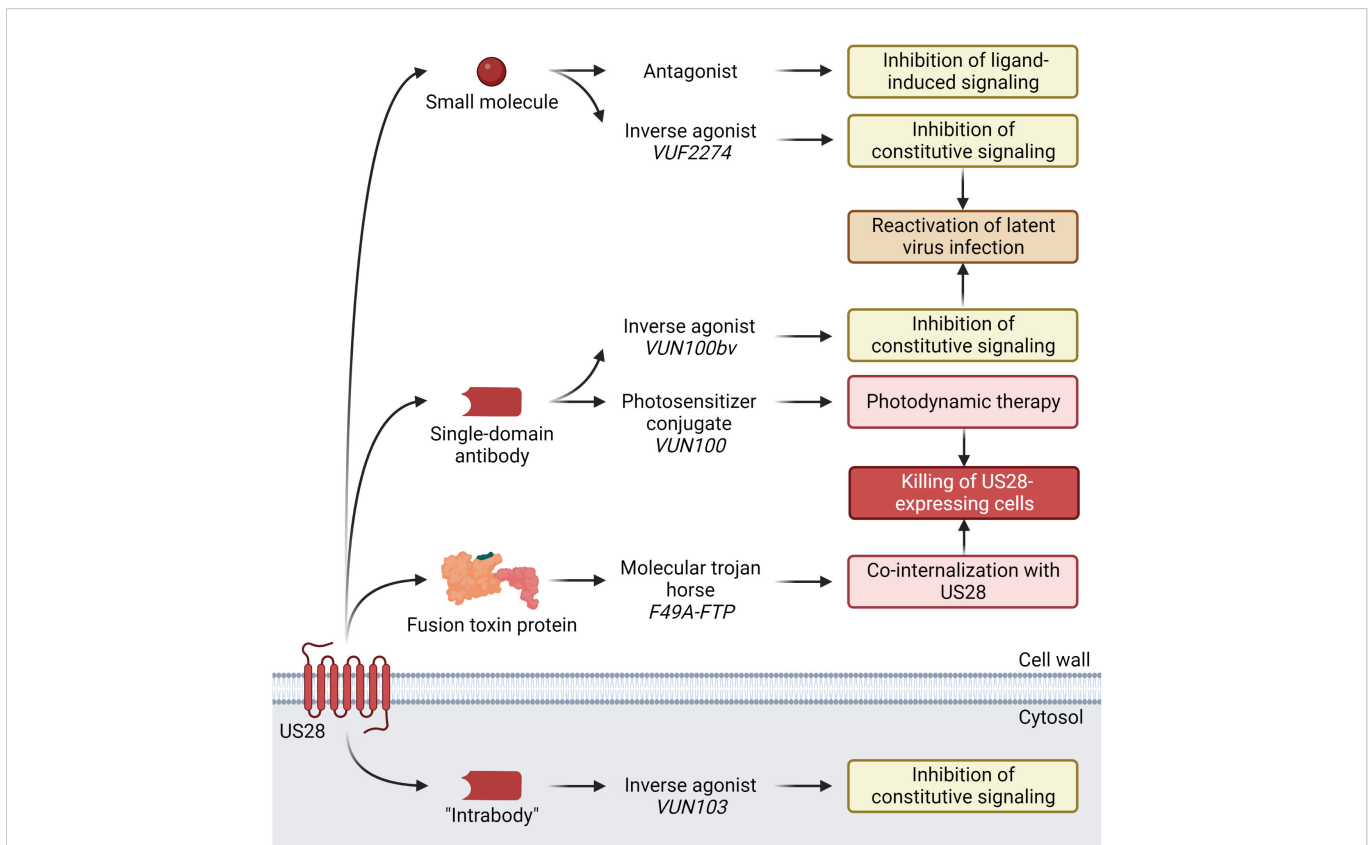 Small molecule
Antagonist
Inhibition of ligand-
induced signaling
Inverse agonist
VUF2274
Inhibition of
constitutive signaling
Reactivation of latent
virus infection
Single-domain
antibody
Inverse agonist
VUN100bv
Inhibition of
constitutive signaling
Photosensitizer
conjugate
VUN100
Photodynamic therapy
Killing of US28-
expressing cells
Fusion toxin protein
Molecular trojan
horse
F49A-FTP
Co-internalization with
US28
Cell wall
Cytosol
US28
"Intrabody"
Inverse agonist
VUN103
Inhibition of
constitutive signaling